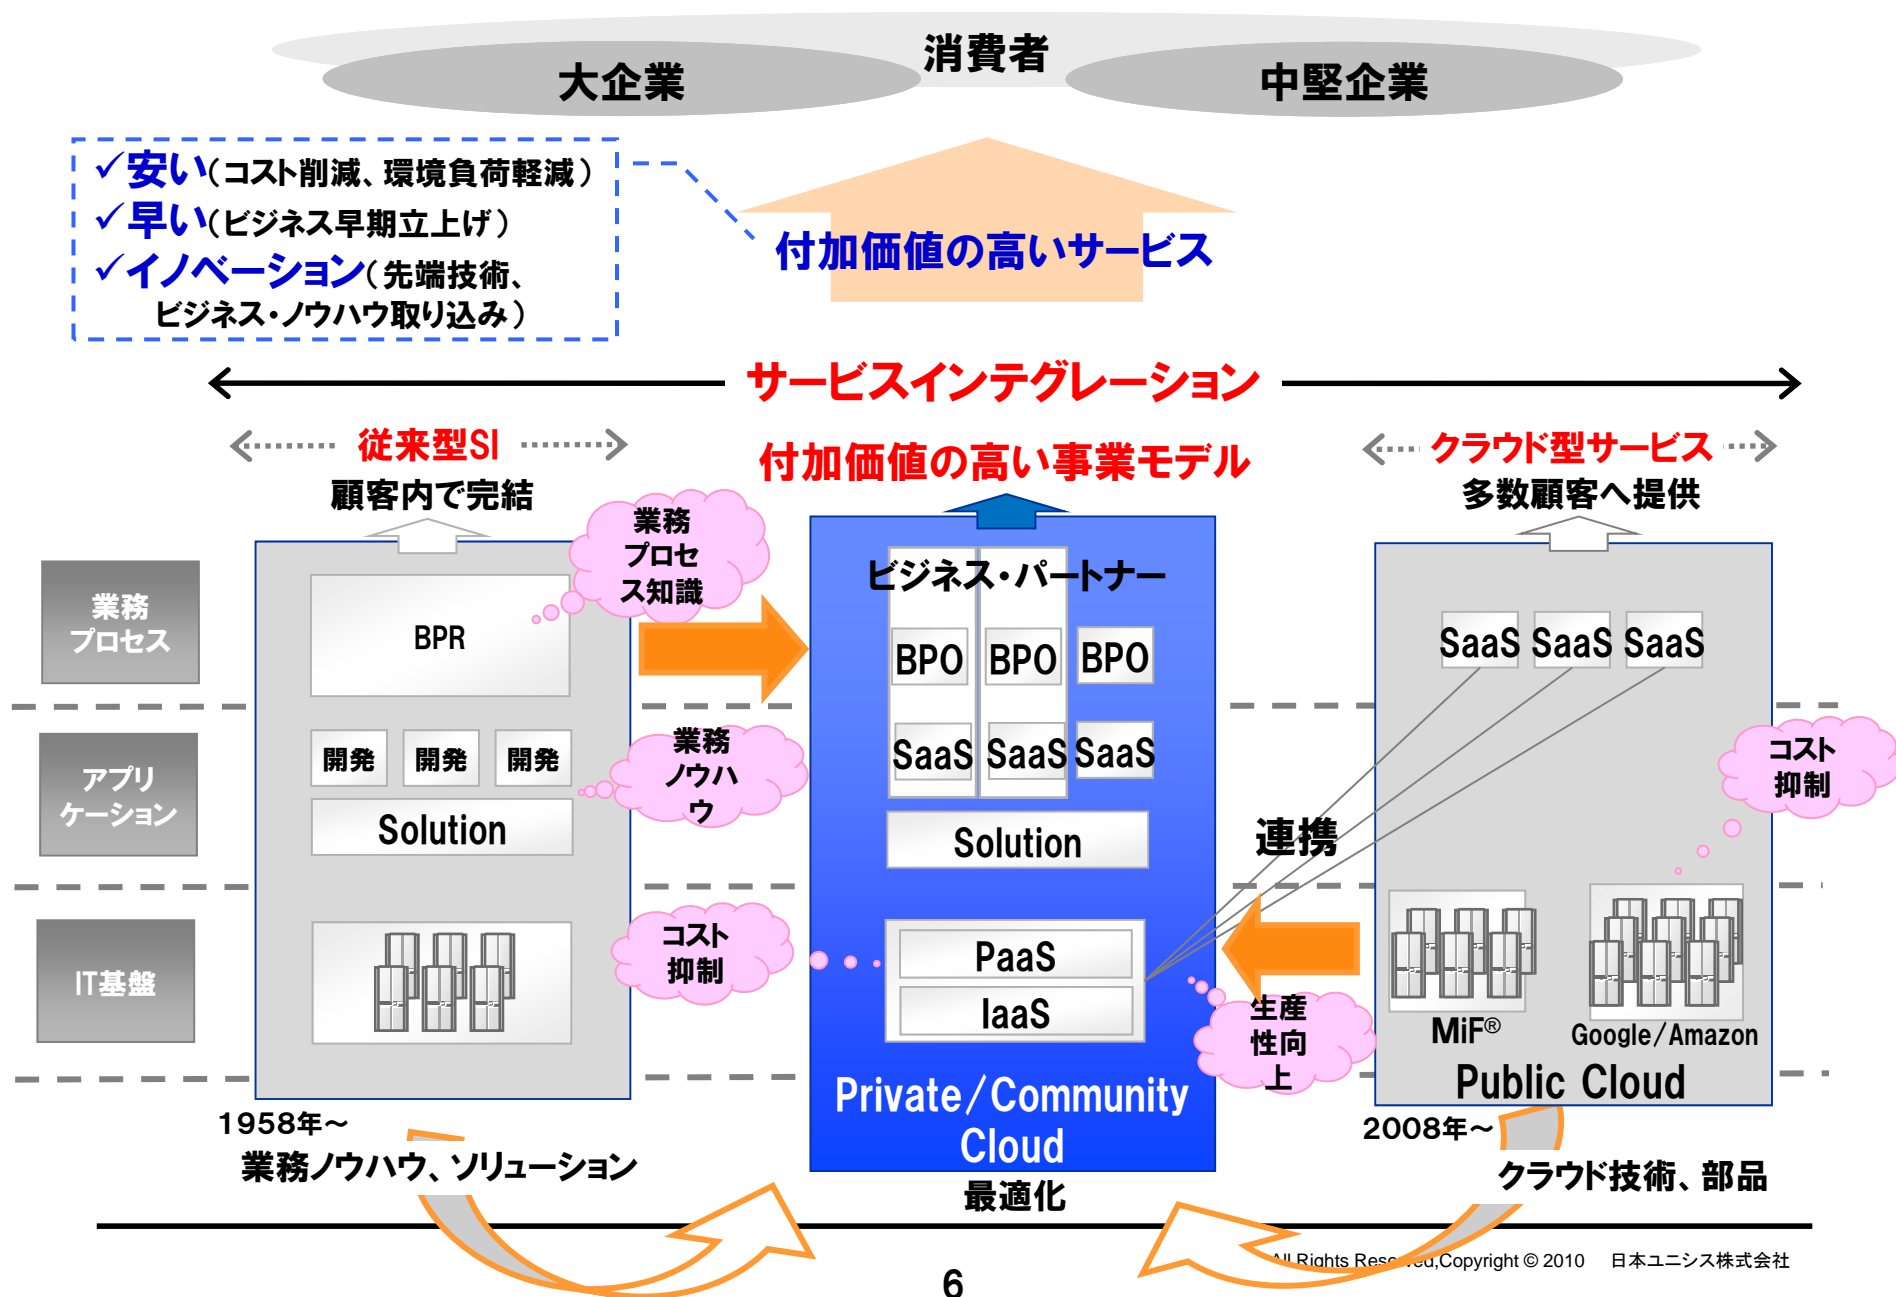 消費者
大企業
中堅企業
✓安い(コスト削減、環境負荷軽減)
✓早い(ビジネス早期立上げ)
✓イノベーション(先端技術、
ビジネス・ノウハウ取り込み)
付加価値の高いサービス
サービスインテグレーション
従来型SI
顧客内で完結
付加価値の高い事業モデル
クラウド型サービス
多数顧客へ提供
業務
プロセス
アプリ
ケーション
IT基盤
BPR
開発 開発 開発
Solution
業務
プロセ
ス知識
業務
ノウハ
ウ
コスト
抑制
ビジネス・パートナー
BPO BPO BPO
SaaS SaaS SaaS
Solution
PaaS
IaaS
Private/Community
Cloud
最適化
連携
生産
性向
上
SaaS SaaS SaaS
コスト
抑制
MiF®
Google/Amazon
Public Cloud
1958年～
業務ノウハウ、ソリューション
2008年～
クラウド技術、部品
All Rights Reserved,Copyright © 2010 日本ユニシス株式会社
6